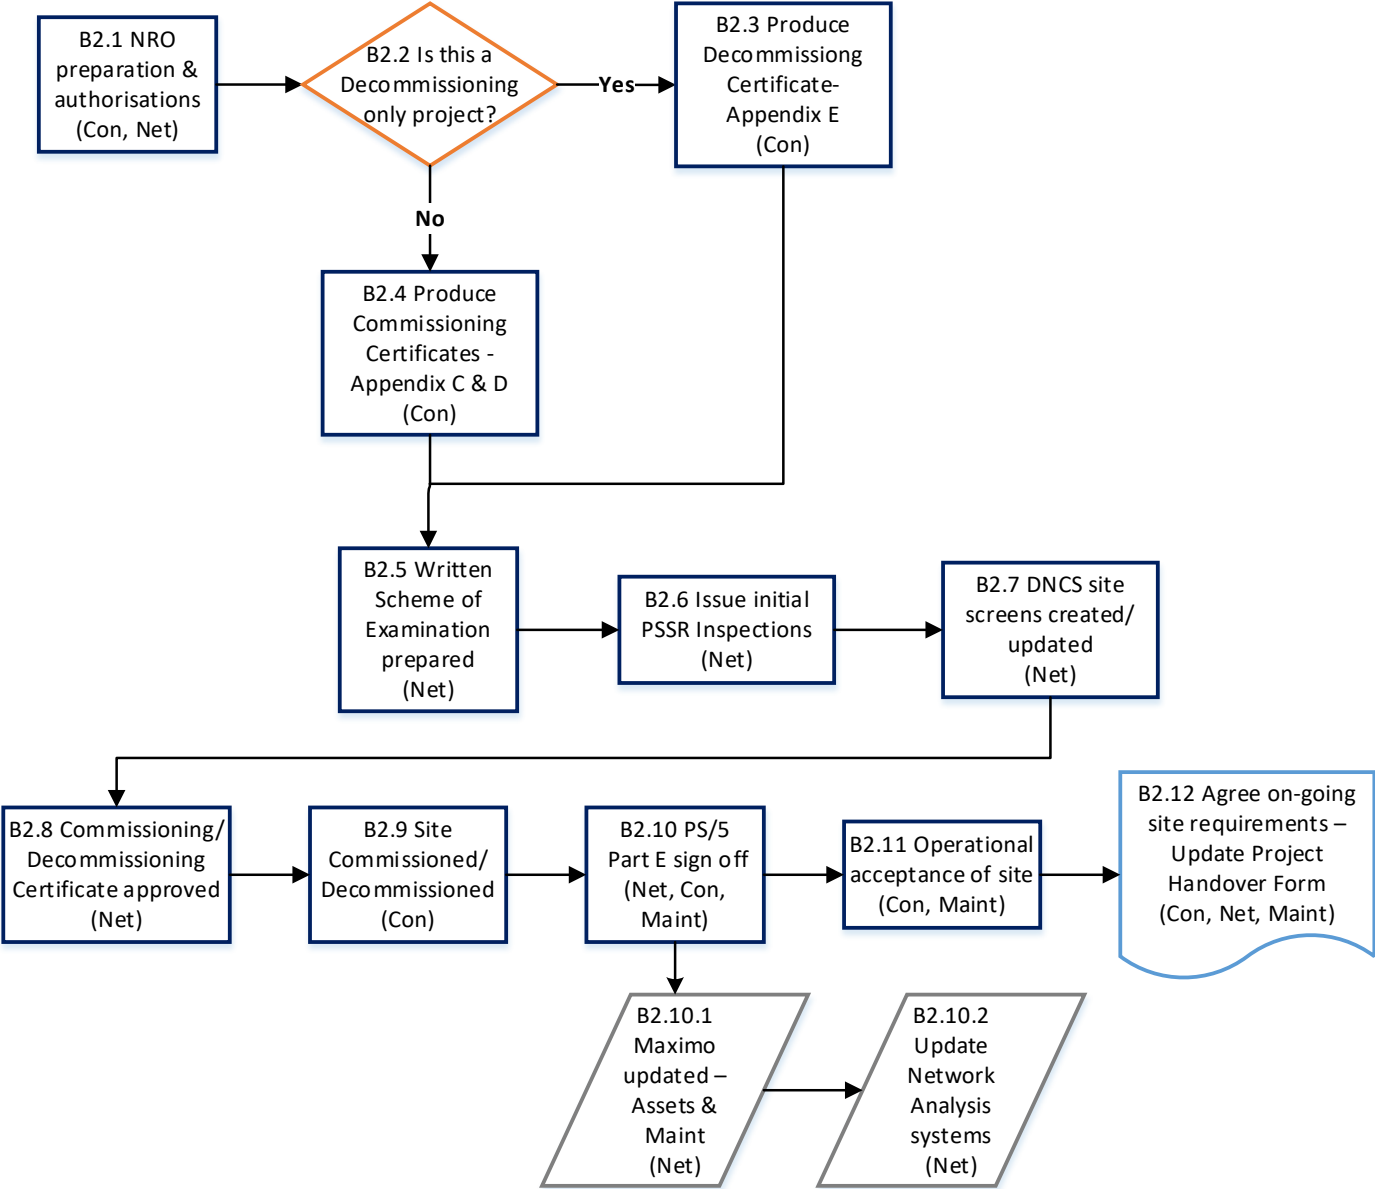 B2.1 NRO
preparation &
authorisations
(Con, Net)
B2.2 Is this a
Decommissioning
only project?
Yes
B2.3 Produce
Decommissiong
Certificate-
Appendix E
(Con)
No
B2.4 Produce
Commissioning
Certificates -
Appendix C & D
(Con)
B2.5 Written
Scheme of
Examination
prepared
(Net)
B2.6 Issue initial
PSSR Inspections
(Net)
B2.7 DNCS site
screens created/
updated
(Net)
B2.8 Commissioning/
Decommissioning
Certificate approved
(Net)
B2.9 Site
Commissioned/
Decommissioned
(Con)
B2.10 PS/5
Part E sign off
(Net, Con,
Maint)
B2.11 Operational
acceptance of site
(Con, Maint)
B2.12 Agree on-going
site requirements –
Update Project
Handover Form
(Con, Net, Maint)
B2.10.1
Maximo
updated –
Assets &
Maint
(Net)
B2.10.2
Update
Network
Analysis
systems
(Net)